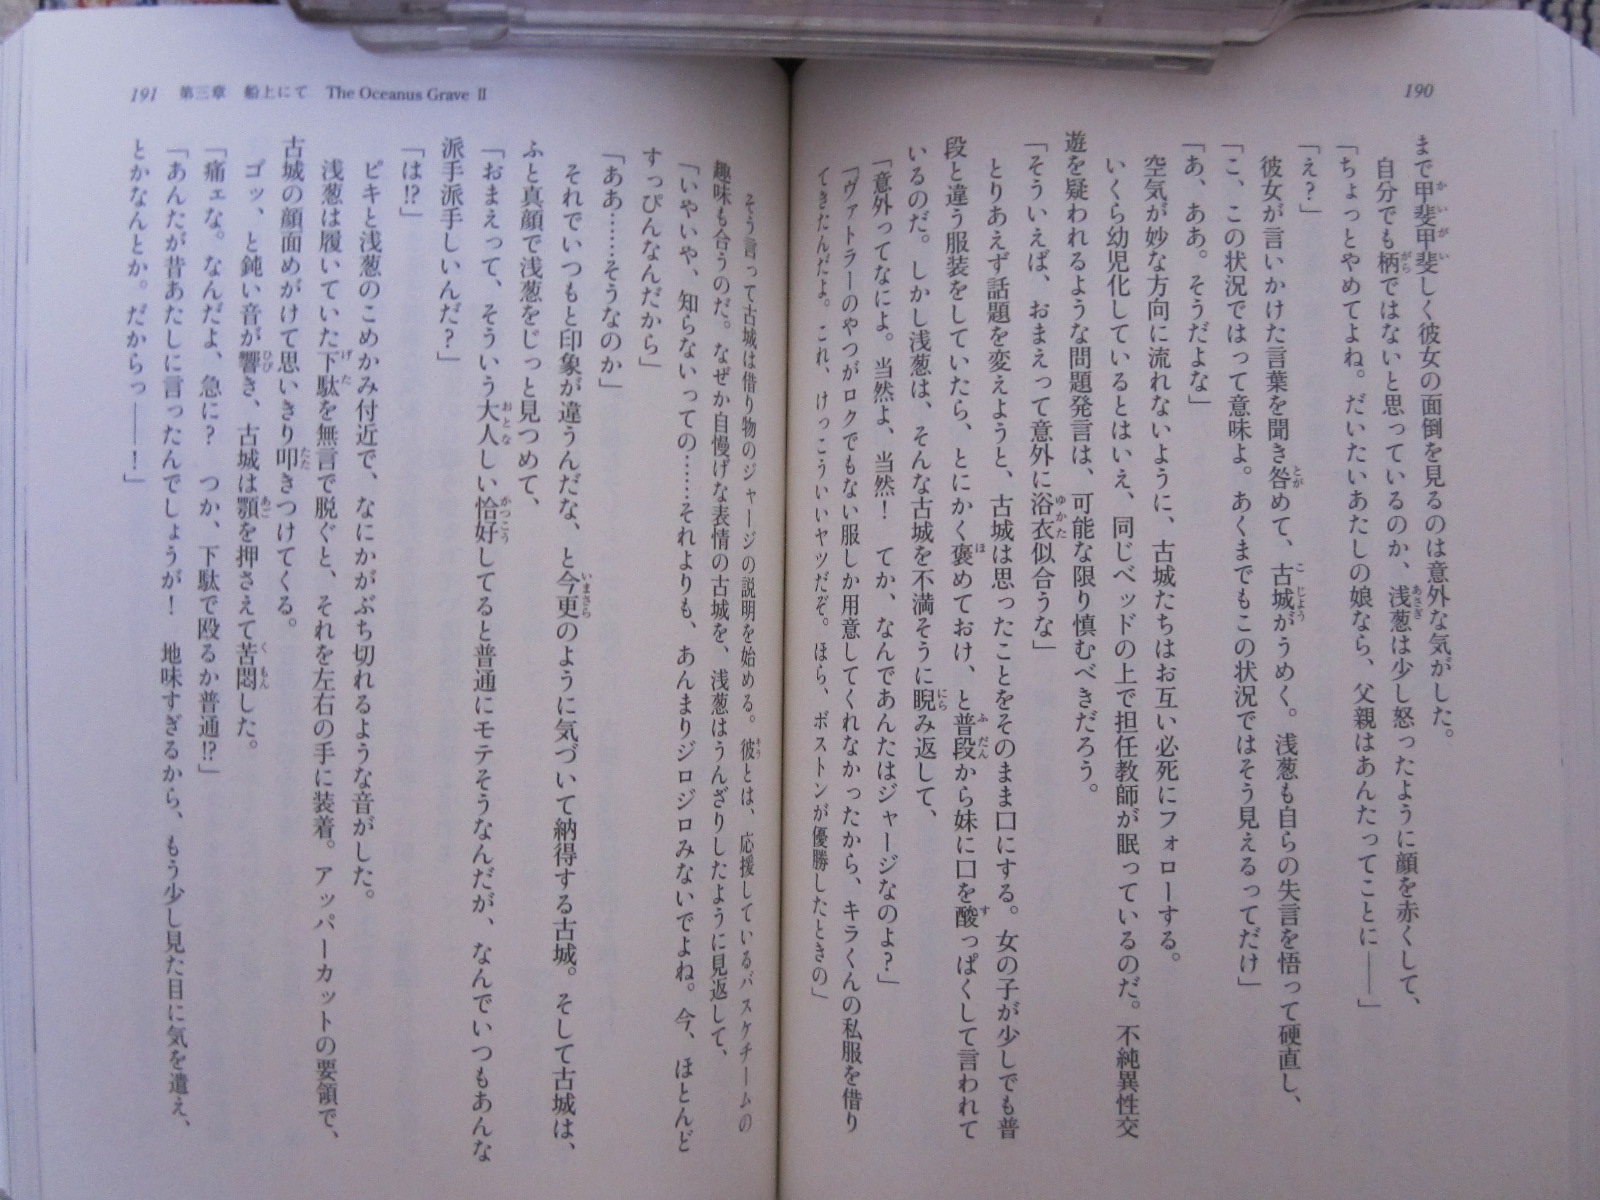 190
まで甲斐甲斐しく彼女の面倒を見るのは意外な気がした。
自分でも柄ではないと思っているのか、浅葱は少し怒ったように顔を赤くして、
「ちょっとやめてよね。だいたいあたしの娘なら、父親はあんたってことに――」
「え?」
彼女が言いかけた言葉を聞き咎めて、古城がうめく。浅葱も自らの失言を悟って硬直し、
「こ、この状況ではって意味よ。あくまでもこの状況ではそう見えるってだけ」
「あ、ああ。そうだよな」
空気が妙な方向に流れないように、古城たちはお互い必死にフォローする。
いくら幼児化しているとはいえ、同じベッドの上で担任教師が眠っているのだ。不純異性交
遊を疑われるような問題発言は、可能な限り慎むべきだろう。
「そういえば、おまえって意外に浴衣似合うな」
とりあえず話題を変えようと、古城は思ったことをそのまま口にする。女の子が少しでも普
段と違う服装をしていたら、とにかく褒めておけ、と普段から妹に口を酸っぱくして言われて
いるのだ。しかし浅葱は、そんな古城を不満そうに睨み返して、
「意外ってなによ。当然よ、当然! てか、なんであんたはジャージなのよ?」
「ヴァトラーのやつがロクでもない服しか用意してくれなかったから、キラくんの私服を借り
てきたんだよ。これ、けっこういいヤツだぞ。ほら、ボストンが優勝したときの」
191 第三章 船上にて The Oceanus Grave Ⅱ
そう言って古城は借り物のジャージの説明を始める。彼とは、応援しているバスケチームの
趣味も合うのだ。なぜか自慢げな表情の古城を、浅葱はうんざりしたように見返して、
「いやいや、知らないっての……それよりも、あんまりジロジロみないでよね。今、ほとんど
すっぴんなんだから」
「ああ……そうなのか」
それでいつもと印象が違うんだな、と今更のように気づいて納得する古城。そして古城は、
ふと真顔で浅葱をじっと見つめて、
「おまえって、そういう大人しい恰好してると普通にモテそうなんだが、なんでいつもあんな
派手派手しいんだ?」
「は!?」
ビキと浅葱のこめかみ付近で、なにかがぶち切れるような音がした。
浅葱は履いていた下駄を無言で脱ぐと、それを左右の手に装着。アッパーカットの要領で、
古城の顔面めがけて思いきり叩きつけてくる。
ゴッ、と鈍い音が響き、古城は顎を押さえて苦悶した。
「痛ェな。なんだよ、急に? つか、下駄で殴るか普通!?」
「あんたが昔あたしに言ったんでしょうが! 地味すぎるから、もう少し見た目に気を遣え、
とかなんとか。だからっ――!」